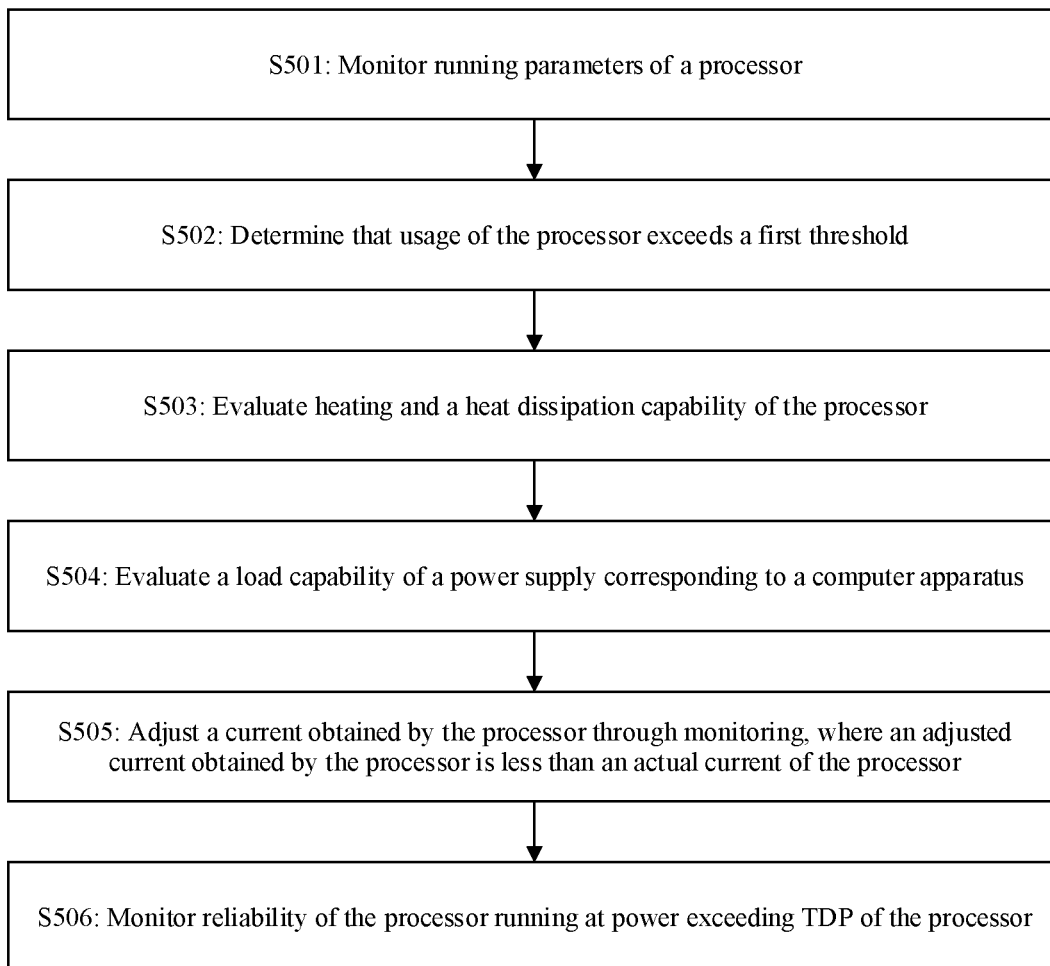 S501: Monitor running parameters of a processor
S502: Determine that usage of the processor exceeds a first threshold
S503: Evaluate heating and a heat dissipation capability of the processor
S504: Evaluate a load capability of a power supply corresponding to a computer apparatus
S505: Adjust a current obtained by the processor through monitoring, where an adjusted
current obtained by the processor is less than an actual current of the processor
S506: Monitor reliability of the processor running at power exceeding TDP of the processor